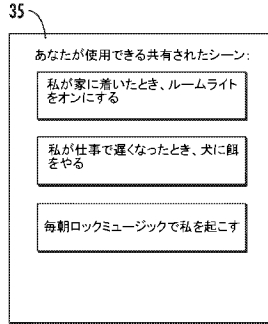 35
あなたが使用できる共有されたシーン:
私が家に着いたとき、ルームライト
をオンにする
私が仕事で遅くなったとき、犬に餌
をやる
毎朝ロックミュージックで私を起こす